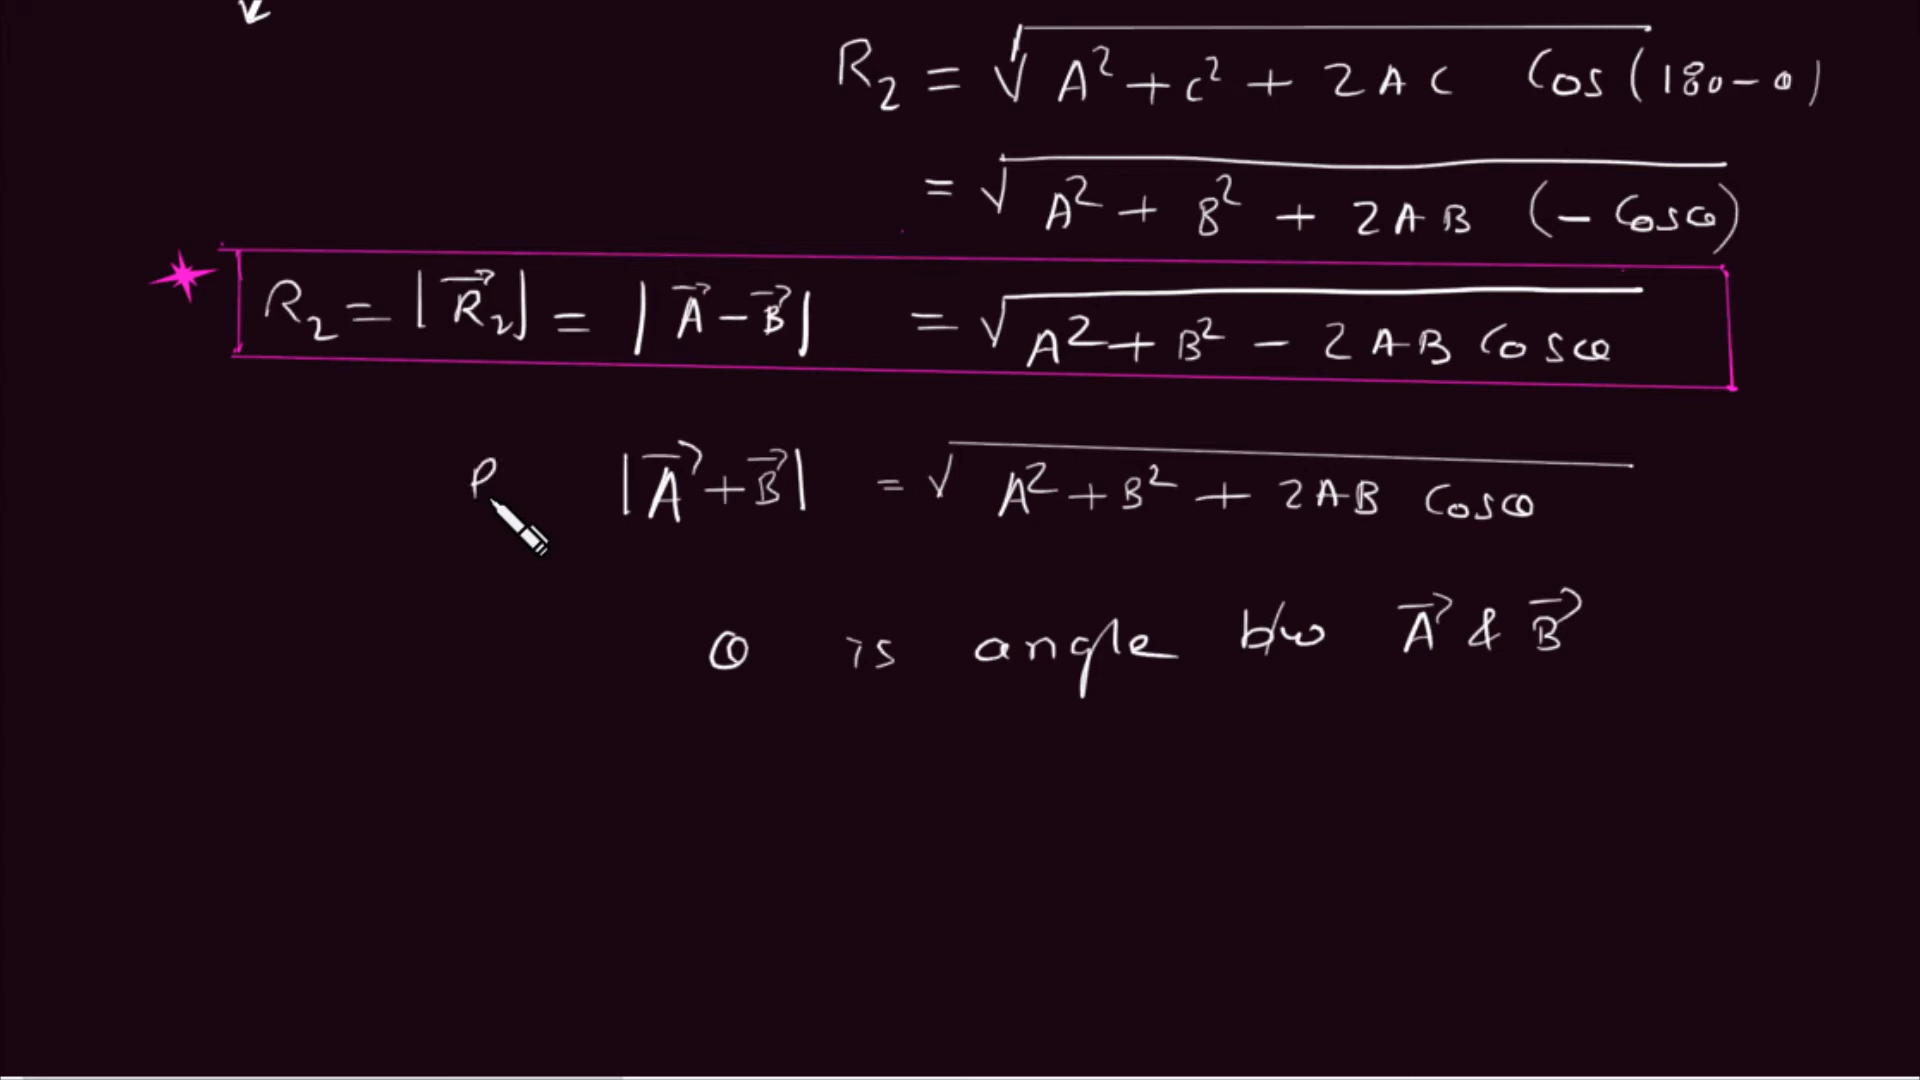 R₂ = √(A² + c² + 2AC Cos(180-θ)
= √(A² + B² + 2AB (-Cosθ)
R₂ = |R⃗₂| = |A⃗ - B⃗| = √(A² + B² - 2AB Cosθ
P |A⃗ + B⃗| = √(A² + B² + 2AB Cosθ
θ is angle b/w A⃗ & B⃗